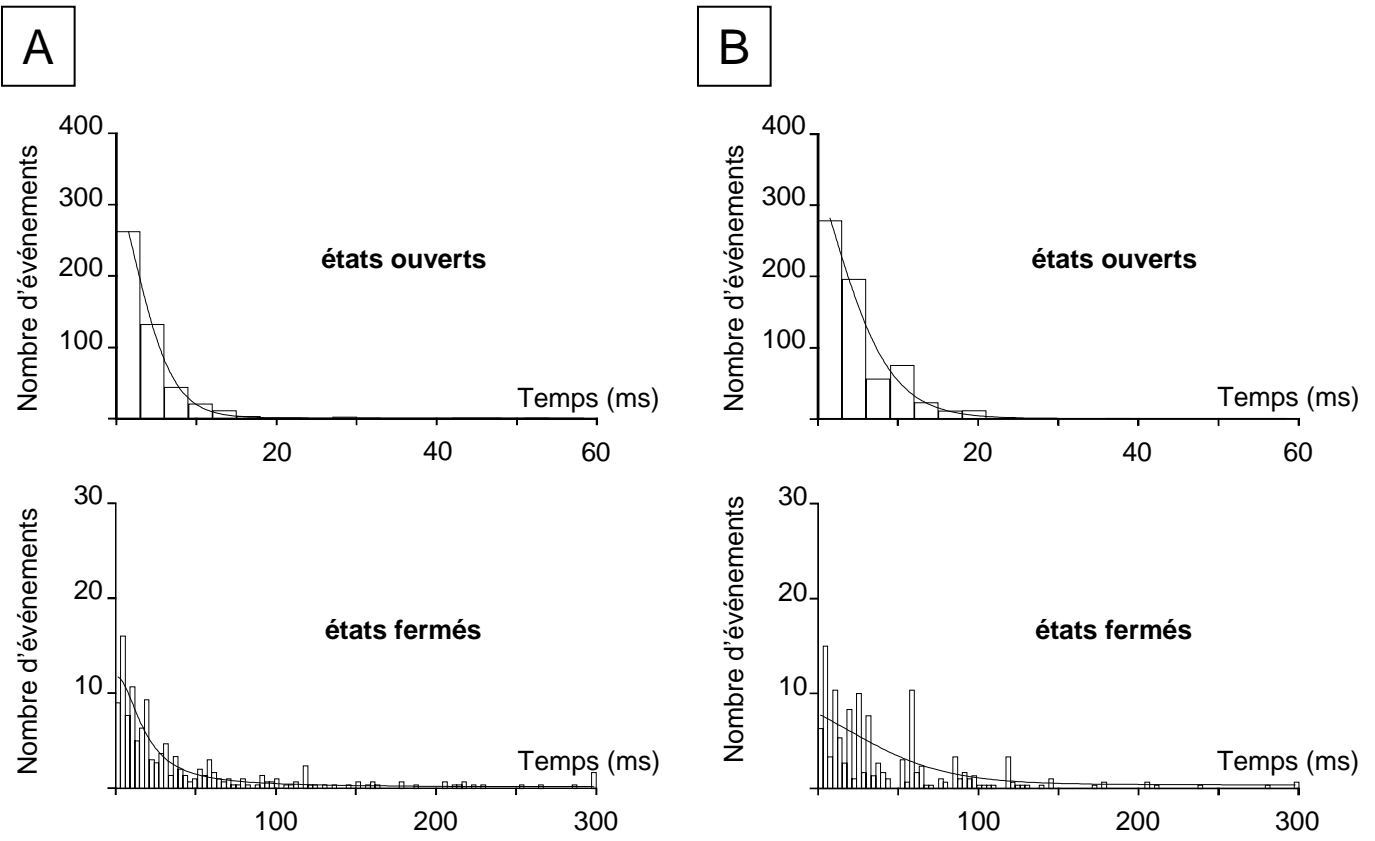 A
400
300
200
100
Nombre d'événements
états ouverts
Temps (ms)
20 40 60
30
20
10
Nombre d'événements
états fermés
Temps (ms)
100 200 300
B
400
300
200
100
Nombre d'événements
états ouverts
Temps (ms)
20 40 60
30
20
10
Nombre d'événements
états fermés
Temps (ms)
100 200 300